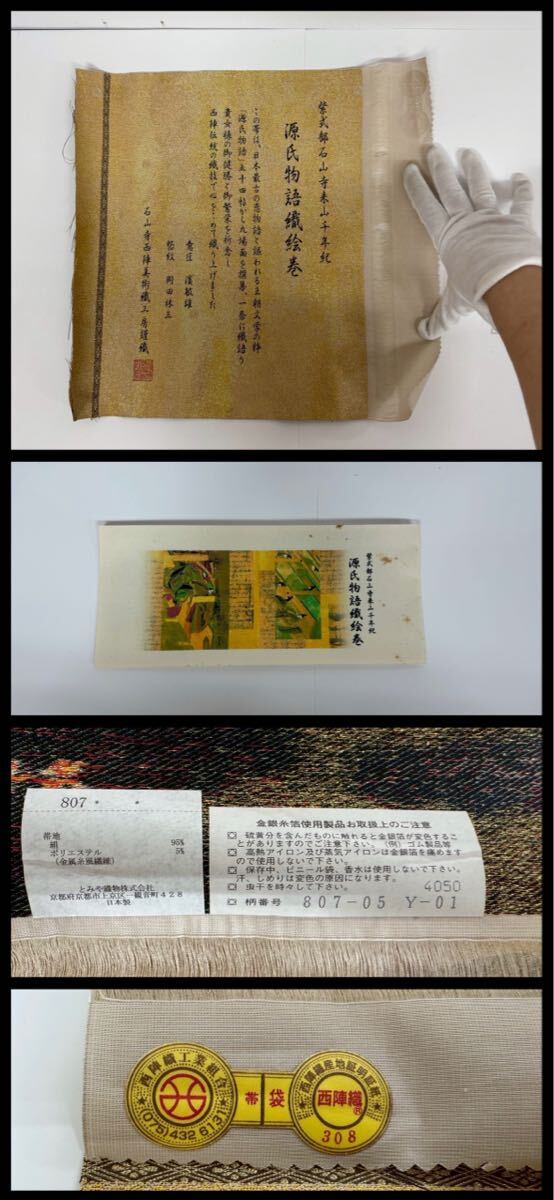 紫式部石山寺来山千年紀
源氏物語織絵巻
この帯は、日本最古の恋物語と謳われる王朝文学の粋
「源氏物語」五十四帖から九場面を撰易、一条に織語り
貴女様の御健勝と御繁栄を祈念し
西陣伝統の織技で心をこめて織り上げました
意匠 濱敏雄
石山寺西陣美術織工房謹織
紫式部石山寺来山千年紀
源氏物語織絵巻
807* *
帯地
絹 95%
ポリエステル 5%
(金属糸風繊維)
とみや織物株式会社
京都府京都市上京区一観音町428
日本製
金銀糸箔使用製品お取扱上のご注意
硫黄分を含んだものに触れると金銀箔が変色するこ
とがありますのでご注意下さい。(例)ゴム製品等
高熱アイロン及び蒸気アイロンは金銀箔を痛めます
ので使用しないで下さい。
保存中、ビニール袋、香水は使用しないで下さい。
汗、しめりは変色の原因になります。
虫干を時々して下さい。 4050
柄番号 807-05 Y-01
西陣織工業組合
(075)432 6131
帯 袋
西陣織産地証明証紙
西陣織®
308